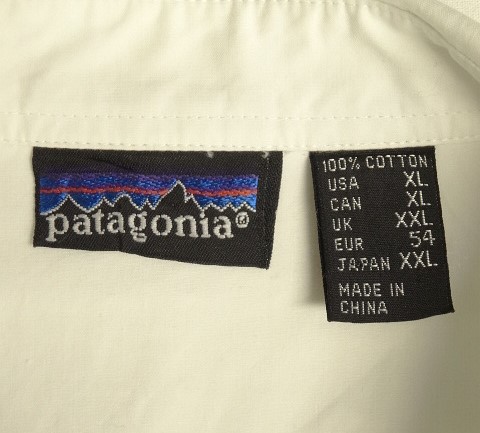 patagonia®
100% COTTON
USA XL
CAN XL
UK XXL
EUR 54
JAPAN XXL
MADE IN
CHINA